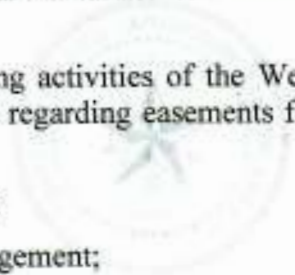 ng activities of the We
regarding easements f
gement;